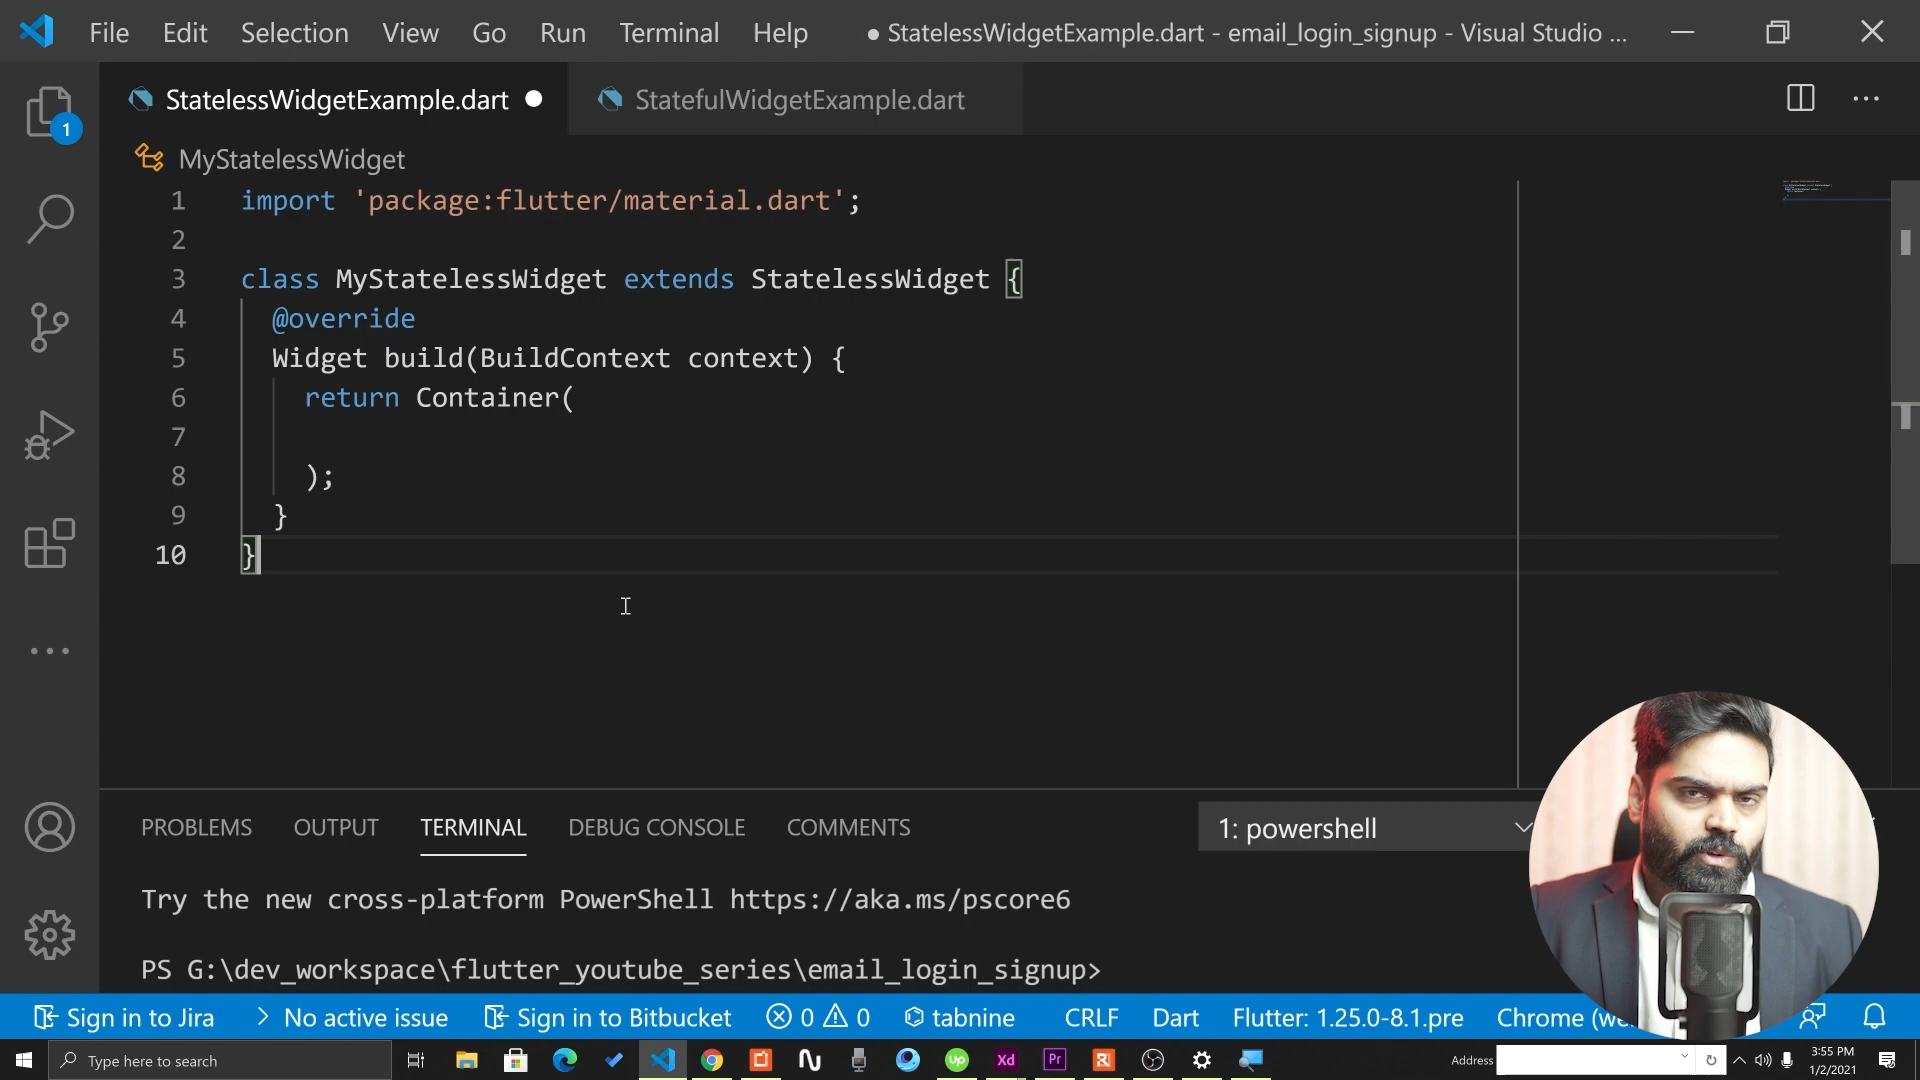 File Edit Selection View Go Run Terminal Help ● StatelessWidgetExample.dart - email_login_signup - Visual Studio ...
StatelessWidgetExample.dart StatefulWidgetExample.dart
1
MyStatelessWidget
1 import 'package:flutter/material.dart';
2
3 class MyStatelessWidget extends StatelessWidget {
4 @override
5 Widget build(BuildContext context) {
6 return Container(
7
8 );
9 }
10 }
PROBLEMS OUTPUT TERMINAL DEBUG CONSOLE COMMENTS 1: powershell
Try the new cross-platform PowerShell https://aka.ms/pscore6
PS G:\dev_workspace\flutter_youtube_series\email_login_signup>
Sign in to Jira No active issue Sign in to Bitbucket 0 0 tabnine CRLF Dart Flutter: 1.25.0-8.1.pre Chrome
Type here to search up Xd Pr Address 3:55 PM
1/2/2021